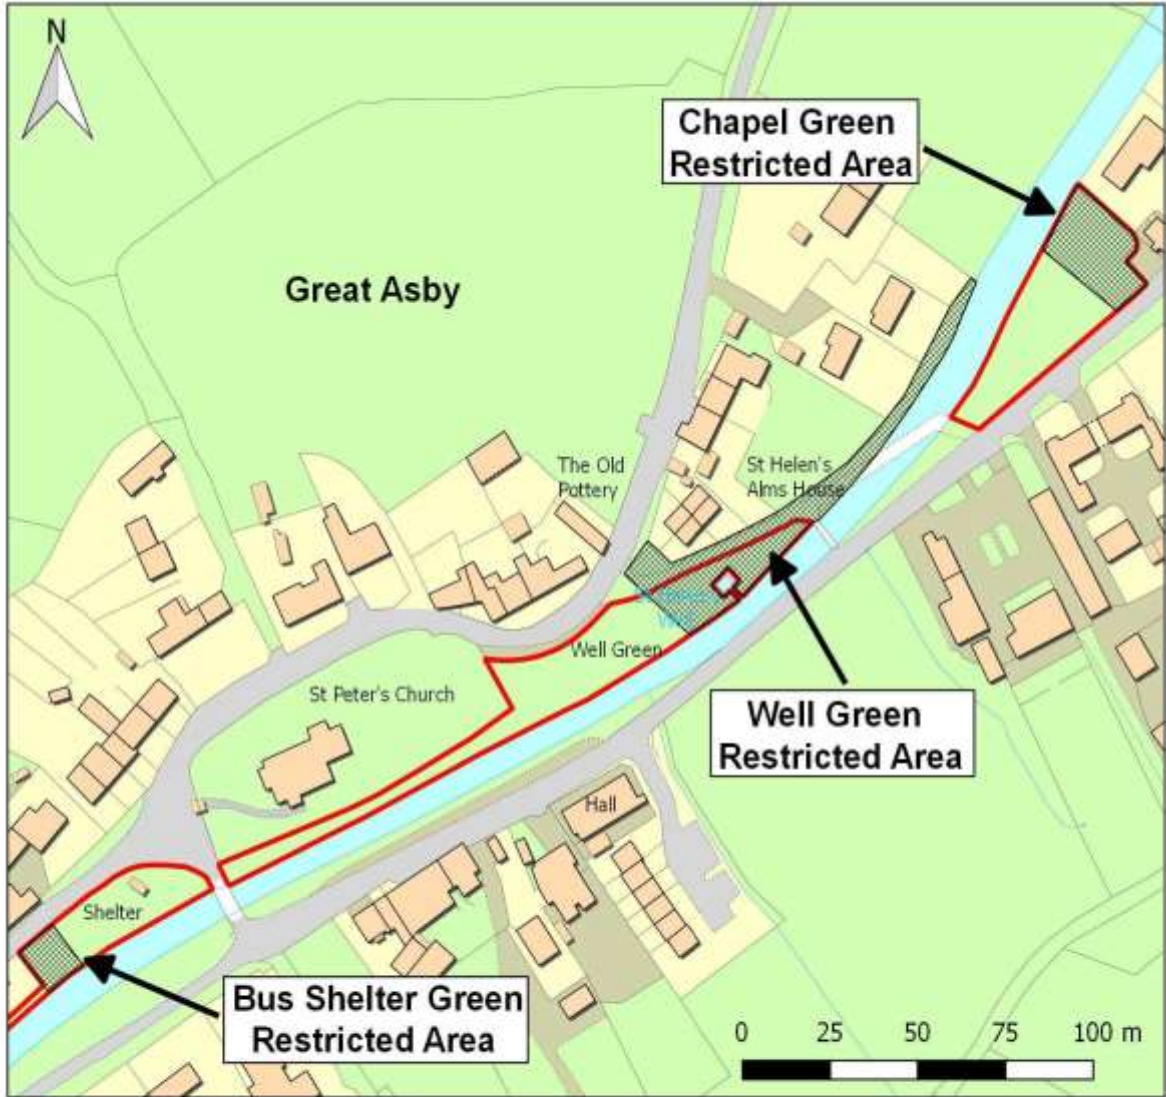 N
Chapel Green
Restricted Area
Great Asby
The Old
Pottery
St Helen's
Alms House
Well Green
St Peter's Church
Well Green
Restricted Area
Hall
Shelter
Bus Shelter Green
Restricted Area
0 25 50 75 100 m